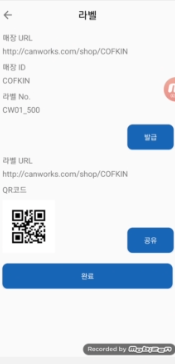 라벨
매장 URL
http://canworks.com/shop/COFKIN
매장 ID
COFKIN
라벨 No.
CW01_500
발급
라벨 URL
http://canworks.com/shop/COFKIN
QR코드
공유
완료
Recorded by Mobizen